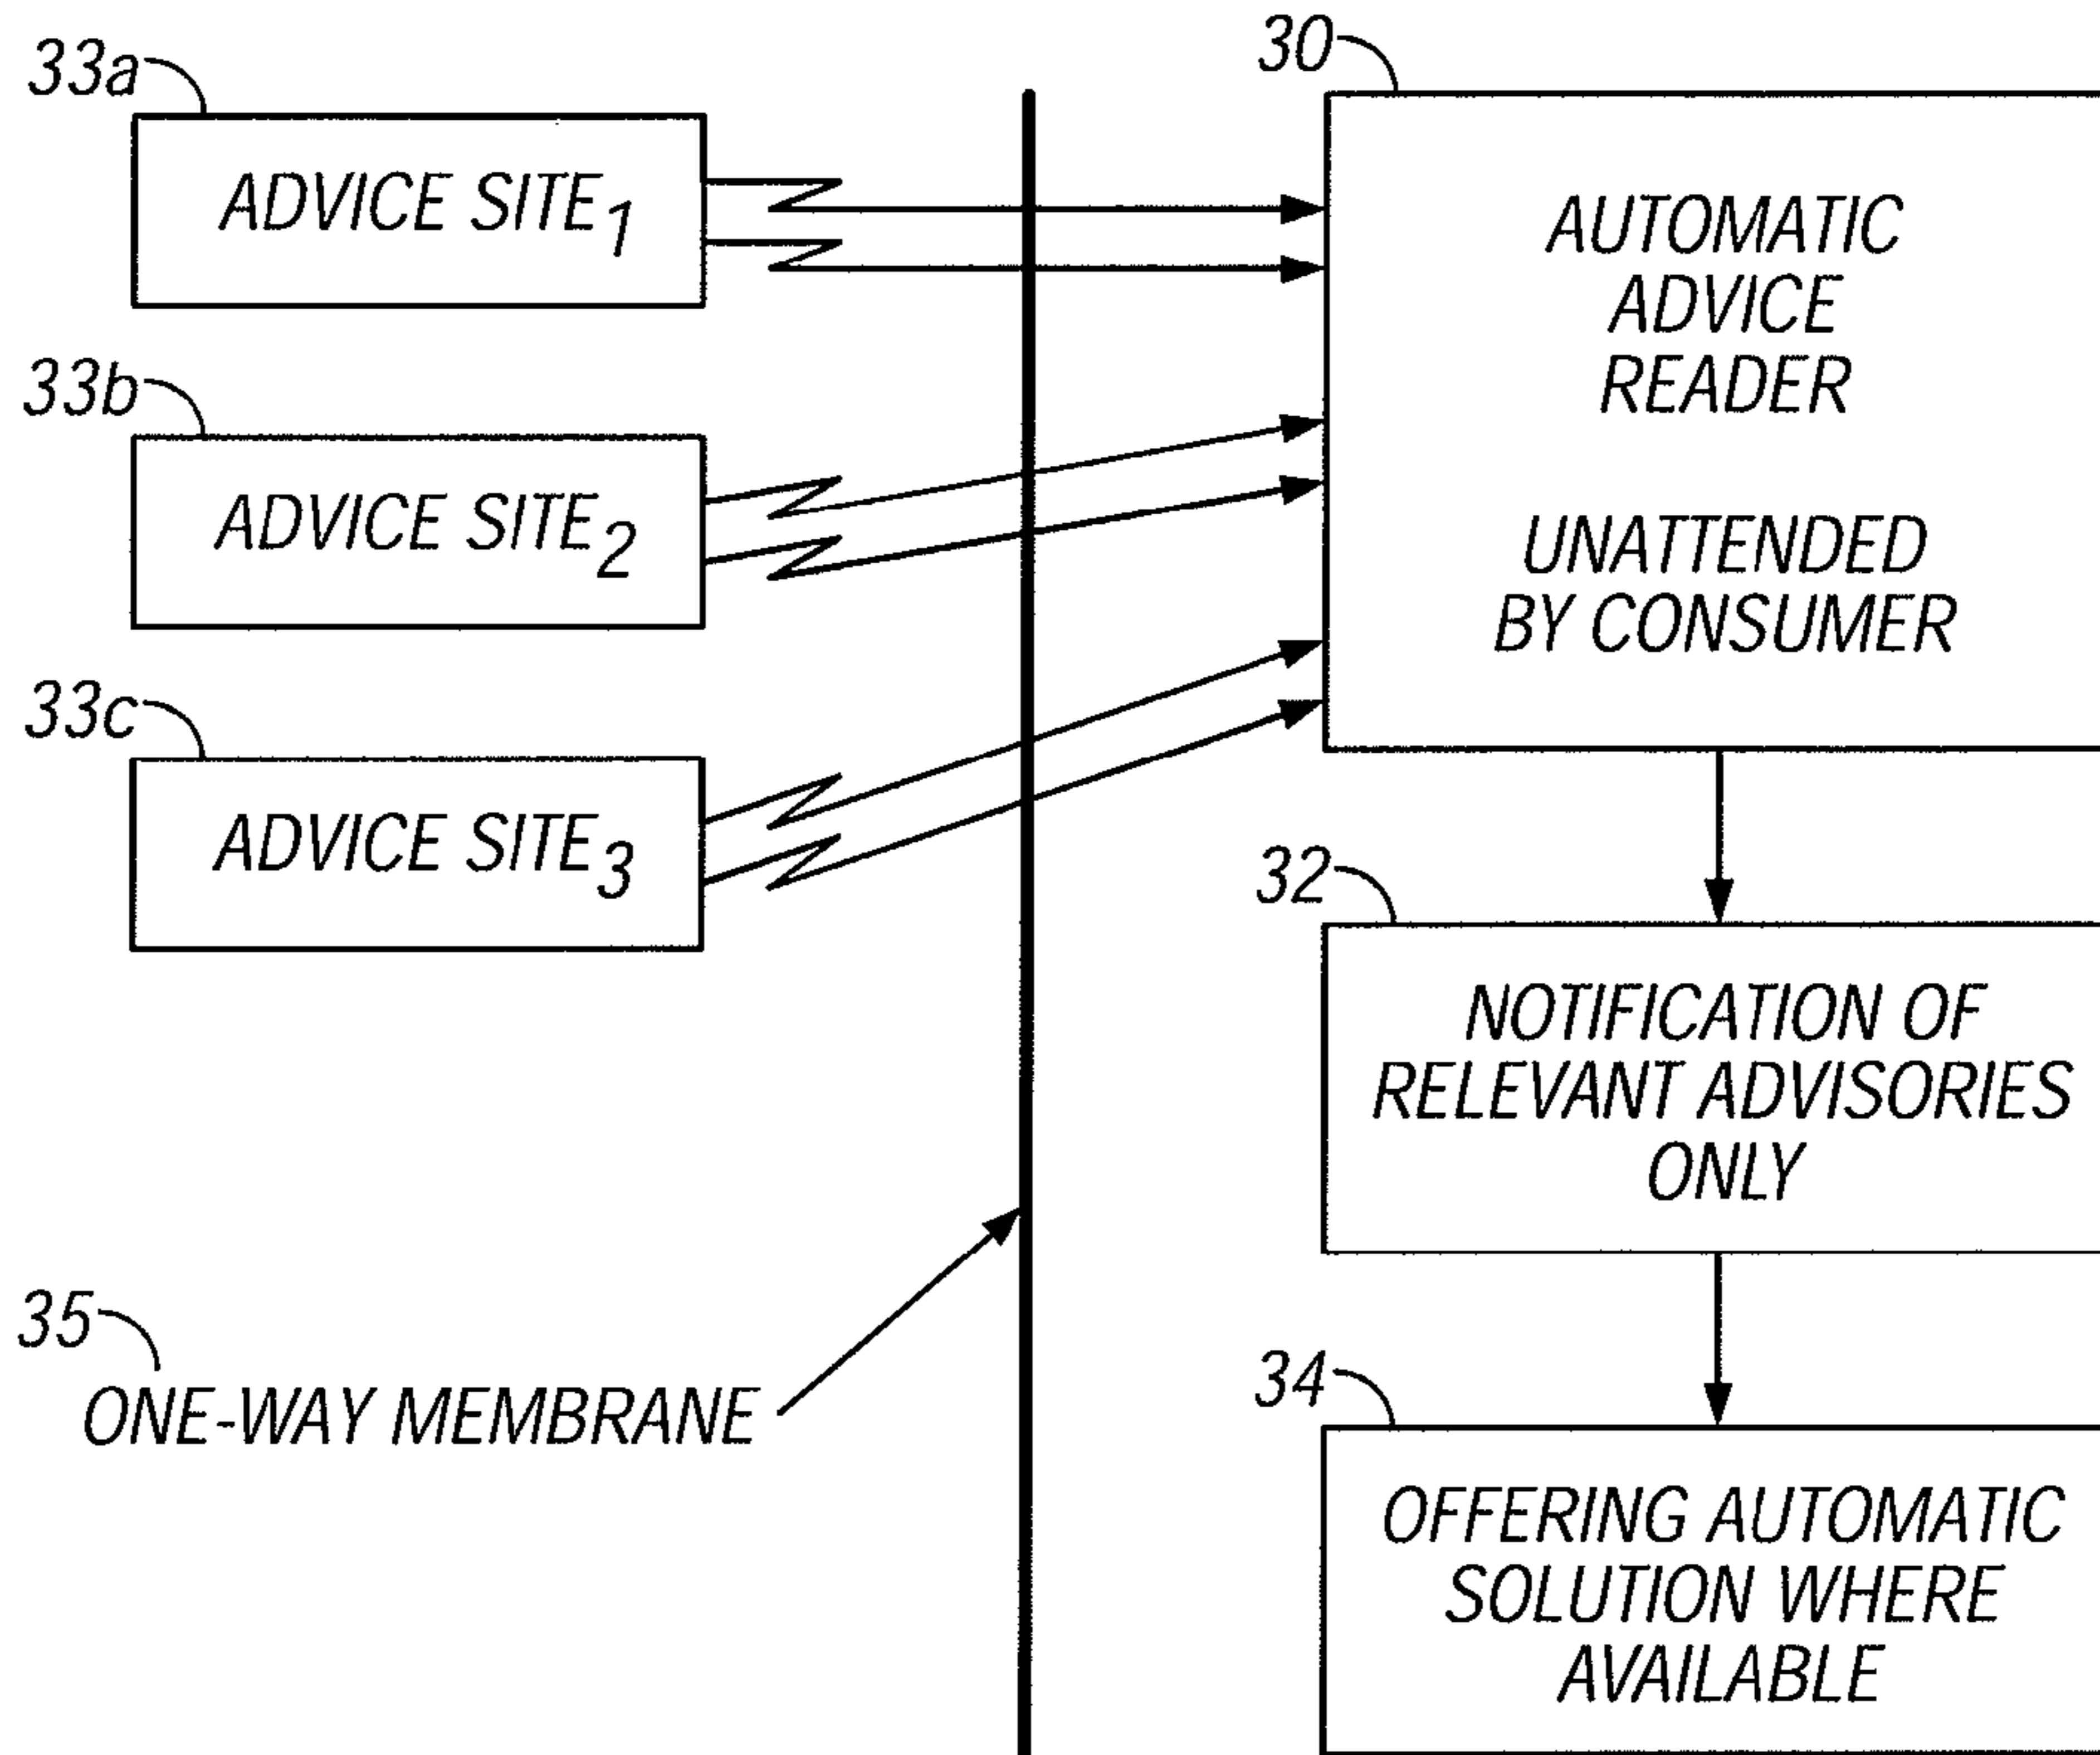 33a
ADVICE SITE1
33b
ADVICE SITE2
33c
ADVICE SITE3
35
ONE-WAY MEMBRANE
30
AUTOMATIC
ADVICE
READER
UNATTENDED
BY CONSUMER
32
NOTIFICATION OF
RELEVANT ADVISORIES
ONLY
34
OFFERING AUTOMATIC
SOLUTION WHERE
AVAILABLE